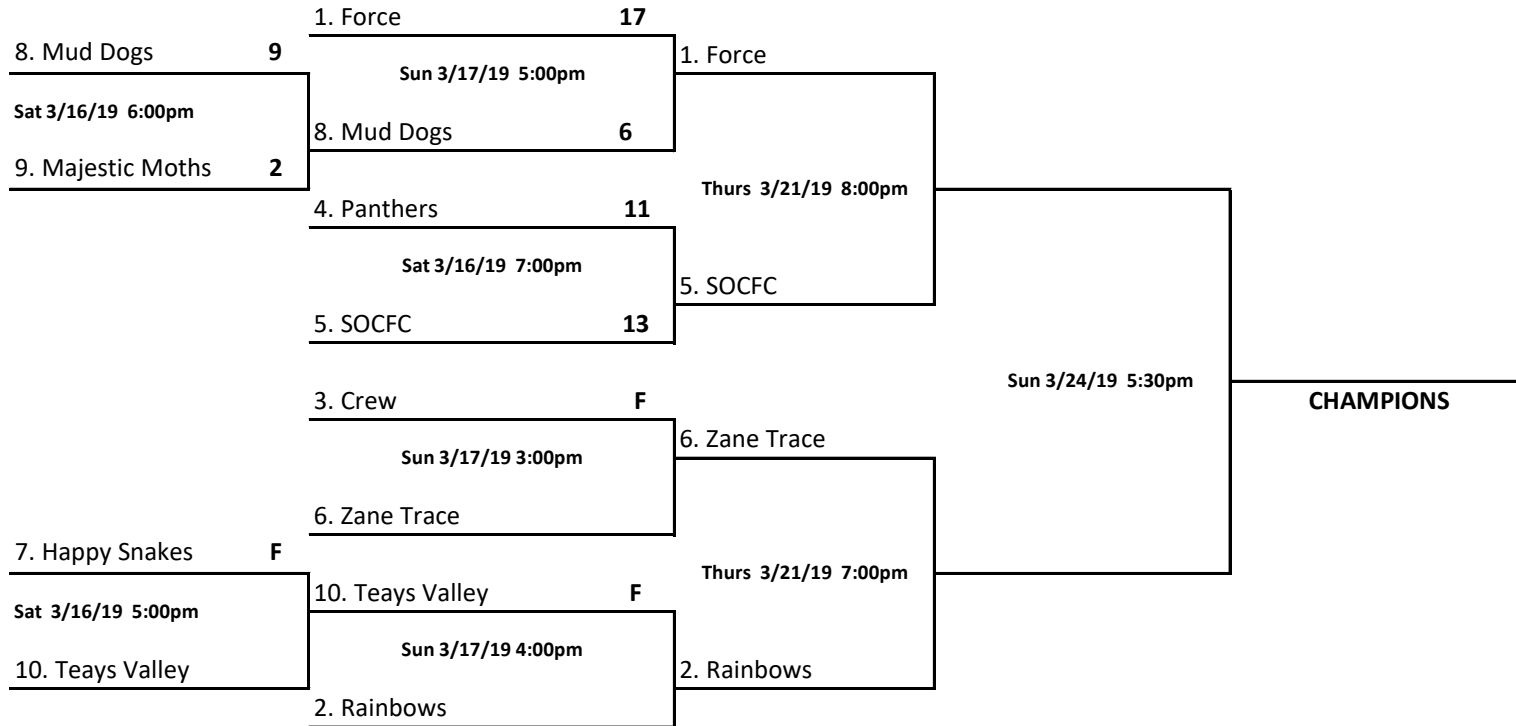 1. Force 17
8. Mud Dogs 9
1. Force
Sun 3/17/19 5:00pm
Sat 3/16/19 6:00pm
8. Mud Dogs 6
9. Majestic Moths 2
Thurs 3/21/19 8:00pm
4. Panthers 11
Sat 3/16/19 7:00pm
5. SOCFC
5. SOCFC 13
Sun 3/24/19 5:30pm
CHAMPIONS
3. Crew F
6. Zane Trace
Sun 3/17/19 3:00pm
6. Zane Trace
7. Happy Snakes F
Thurs 3/21/19 7:00pm
10. Teays Valley F
Sat 3/16/19 5:00pm
Sun 3/17/19 4:00pm
10. Teays Valley
2. Rainbows
2. Rainbows